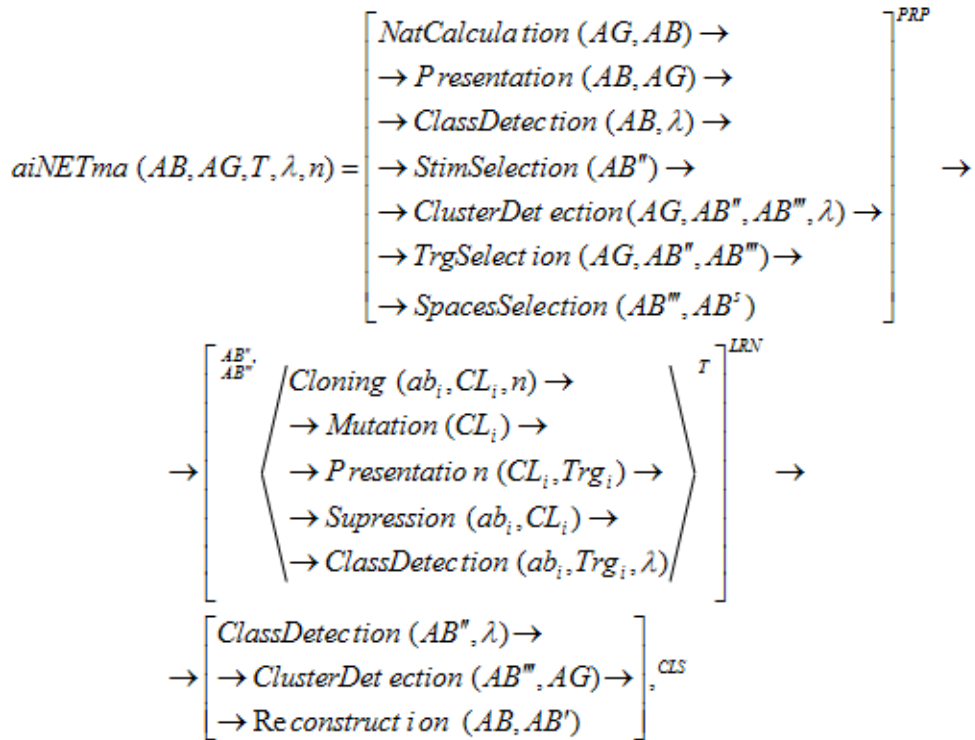 NatCalculation (AG, AB) →
→ Presentation (AB, AG) →
→ ClassDetection (AB, λ) →
aiNETma (AB, AG, T, λ, n) = → StimSelection (AB'') → →
→ ClusterDetection (AG, AB'', AB''', λ) →
→ TrgSelection (AG, AB'', AB''') →
→ SpacesSelection (AB''', ABˢ)
PRP
AB'',
AB'''
Cloning (abᵢ, CLᵢ, n) →
→ Mutation (CLᵢ) →
→ → Presentation (CLᵢ, Trgᵢ) → →
→ Supression (abᵢ, CLᵢ) →
→ ClassDetection (abᵢ, Trgᵢ, λ)
T
LRN
ClassDetection (AB'', λ) →
→ → ClusterDetection (AB''', AG) → , CLS
→ Reconstruction (AB, AB')